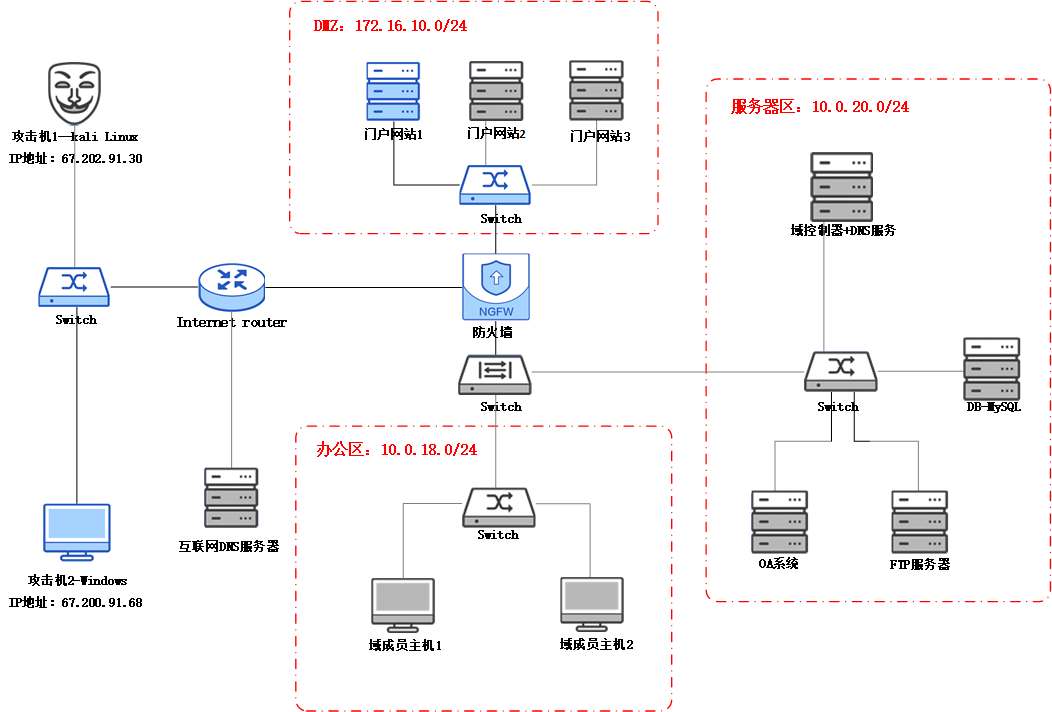 DMZ: 172.16.10.0/24
门户网站1
门户网站2
门户网站3
Switch
服务器区: 10.0.20.0/24
域控制器+DNS服务
Switch
DB-MySQL
OA系统
FTP服务器
攻击机1—kali Linux
IP地址: 67.202.91.30
Switch
Internet router
NGFW
防火墙
Switch
办公区: 10.0.18.0/24
Switch
域成员主机1
域成员主机2
互联网DNS服务器
攻击机2-Windows
IP地址: 67.200.91.68